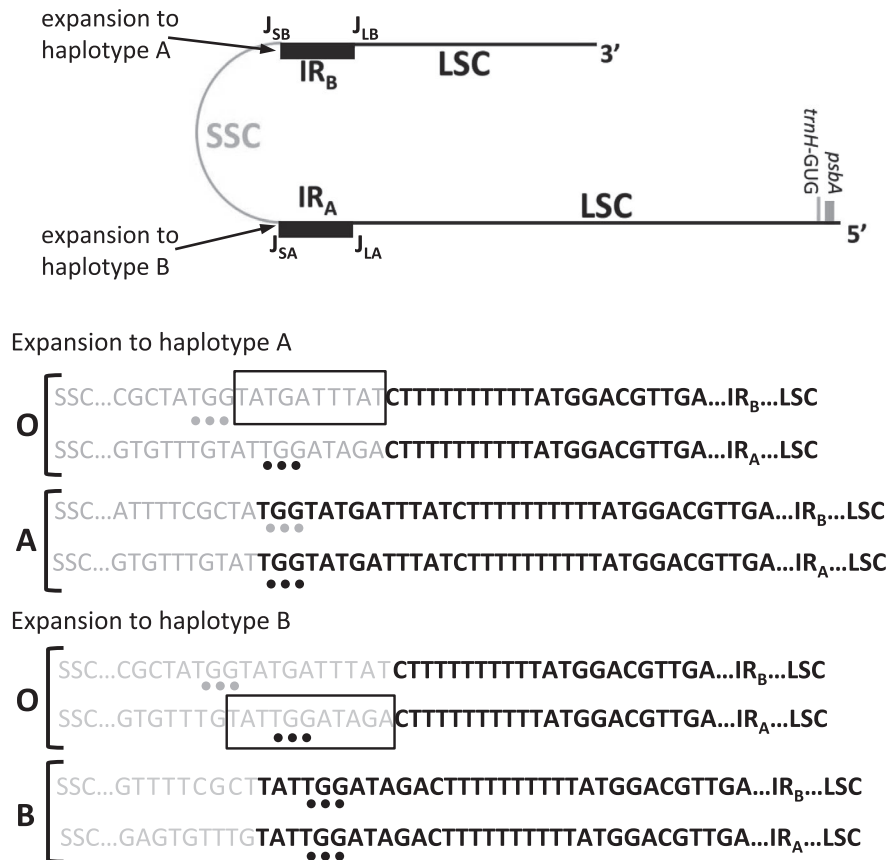 expansion to
haplotype A
J_SB J_LB
IR_B
LSC
3’
SSC
trnH-GUG
psbA
IR_A
LSC
5’
expansion to
haplotype B
J_SA J_LA
Expansion to haplotype A
O
SSC...CGCTATGGTATGATTTATCTTTTTTTTTTATGGACGTTGA...IR_B...LSC
SSC...GTGTTTGTATTGGATAGACTTTTTTTTTTATGGACGTTGA...IR_A...LSC
A
SSC...ATTTTCGCTATGGTATGATTTATCTTTTTTTTTTATGGACGTTGA...IR_B...LSC
SSC...GTGTTTGTATTGGTATGATTTATCTTTTTTTTTTATGGACGTTGA...IR_A...LSC
Expansion to haplotype B
O
SSC...CGCTATGGTATGATTTATCTTTTTTTTTTATGGACGTTGA...IR_B...LSC
SSC...GTGTTTGTATTGGATAGACTTTTTTTTTTATGGACGTTGA...IR_A...LSC
B
SSC...GTTTTCGCTTATTGGATAGACTTTTTTTTTTATGGACGTTGA...IR_B...LSC
SSC...GAGTGTTTGTATTGGATAGACTTTTTTTTTTATGGACGTTGA...IR_A...LSC